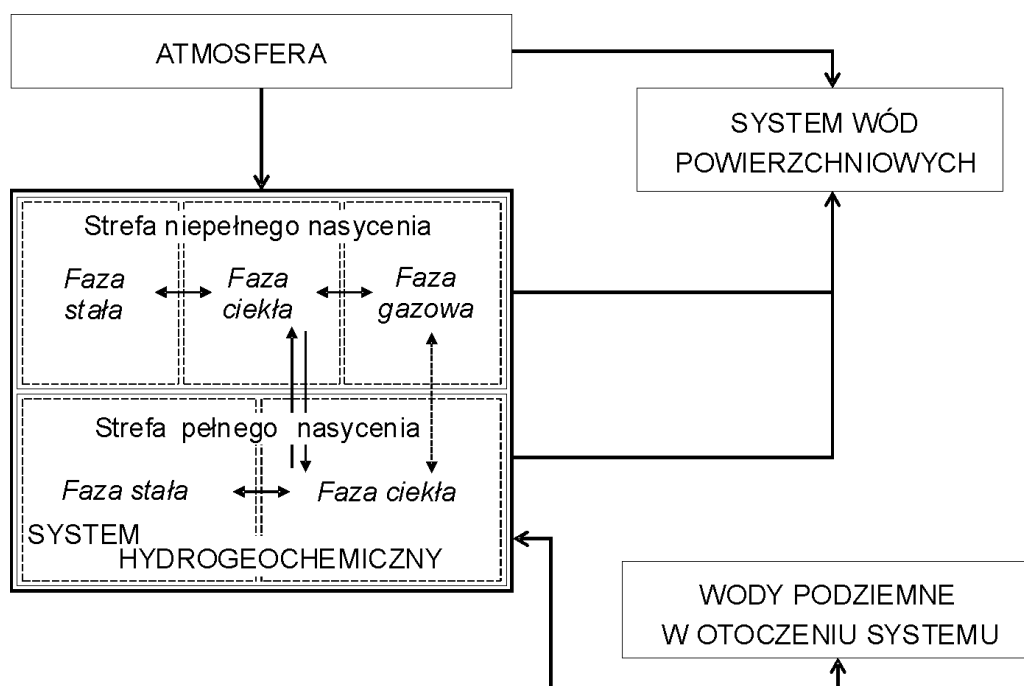 ATMOSFERA
SYSTEM WÓD
POWIERZCHNIOWYCH
Strefa niepełnego nasycenia
Faza
stała
Faza
ciekła
Faza
gazowa
Strefa pełnego nasycenia
Faza stała
Faza ciekła
SYSTEM
HYDROGEOCHEMICZNY
WODY PODZIEMNE
W OTOCZENIU SYSTEMU